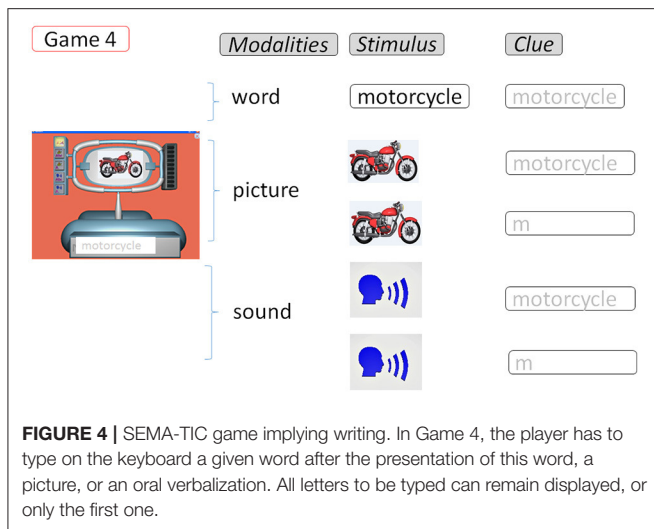 Game 4 Modalities Stimulus Clue
word motorcycle motorcycle
picture motorcycle
m
motorcycle
sound motorcycle
m
FIGURE 4 | SEMA-TIC game implying writing. In Game 4, the player has to
type on the keyboard a given word after the presentation of this word, a
picture, or an oral verbalization. All letters to be typed can remain displayed, or
only the first one.